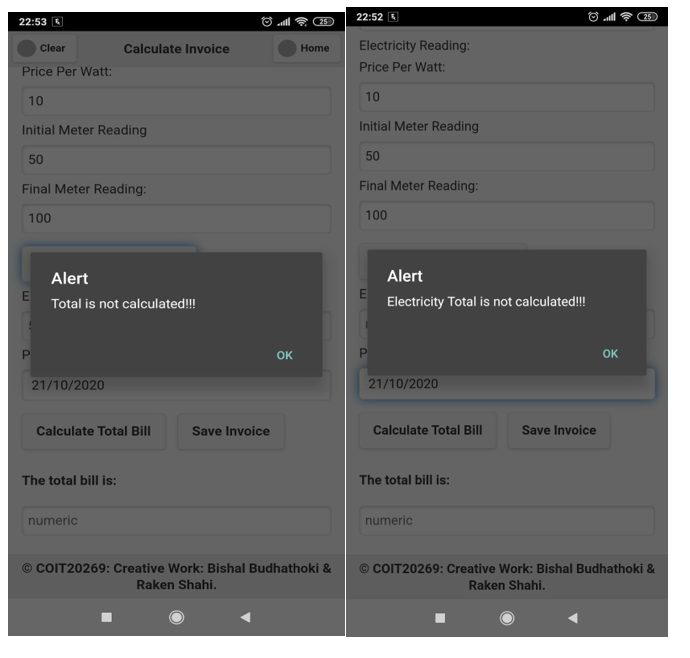 22:53
25
Clear
Calculate Invoice
Home
Price Per Watt:
10
Initial Meter Reading
50
Final Meter Reading:
100
Alert
Total is not calculated!!!
OK
E
5
P
21/10/2020
Calculate Total Bill
Save Invoice
The total bill is:
numeric
© COIT20269: Creative Work: Bishal Budhathoki &
Raken Shahi.
22:52
25
Electricity Reading:
Price Per Watt:
10
Initial Meter Reading
50
Final Meter Reading:
100
Alert
Electricity Total is not calculated!!!
OK
E
P
21/10/2020
Calculate Total Bill
Save Invoice
The total bill is:
numeric
© COIT20269: Creative Work: Bishal Budhathoki &
Raken Shahi.